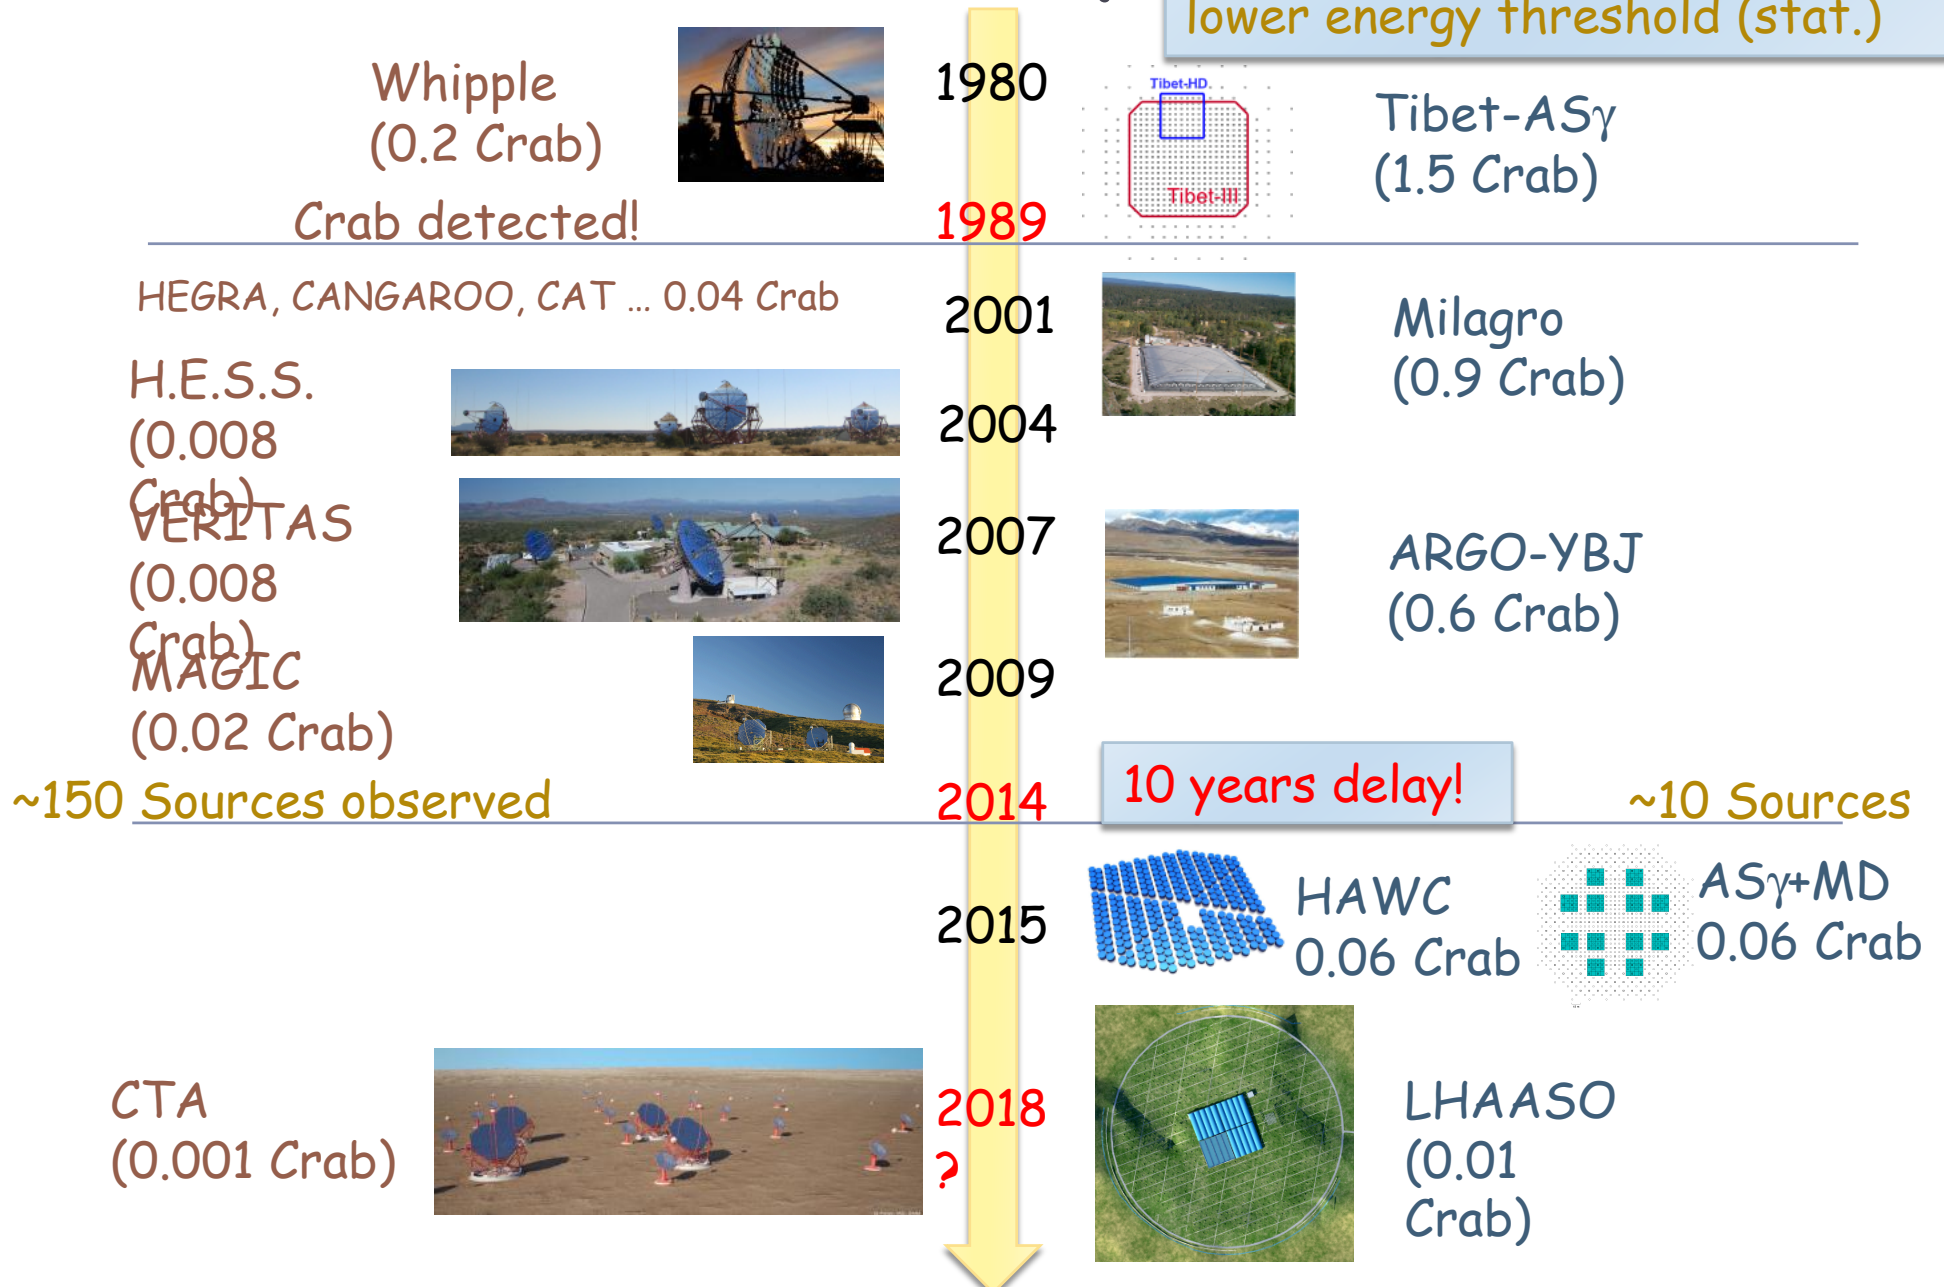 lower energy threshold (stat.)
Whipple
(0.2 Crab)
1980
Tibet-HD
Tibet-III
Tibet-ASγ
(1.5 Crab)
Crab detected!
1989
HEGRA, CANGAROO, CAT ... 0.04 Crab
2001
Milagro
(0.9 Crab)
H.E.S.S.
(0.008
Crab)
2004
VERITAS
(0.008
Crab)
2007
ARGO-YBJ
(0.6 Crab)
MAGIC
(0.02 Crab)
2009
~150 Sources observed
2014
10 years delay!
~10 Sources
2015
HAWC
0.06 Crab
ASγ+MD
0.06 Crab
CTA
(0.001 Crab)
2018
?
LHAASO
(0.01
Crab)